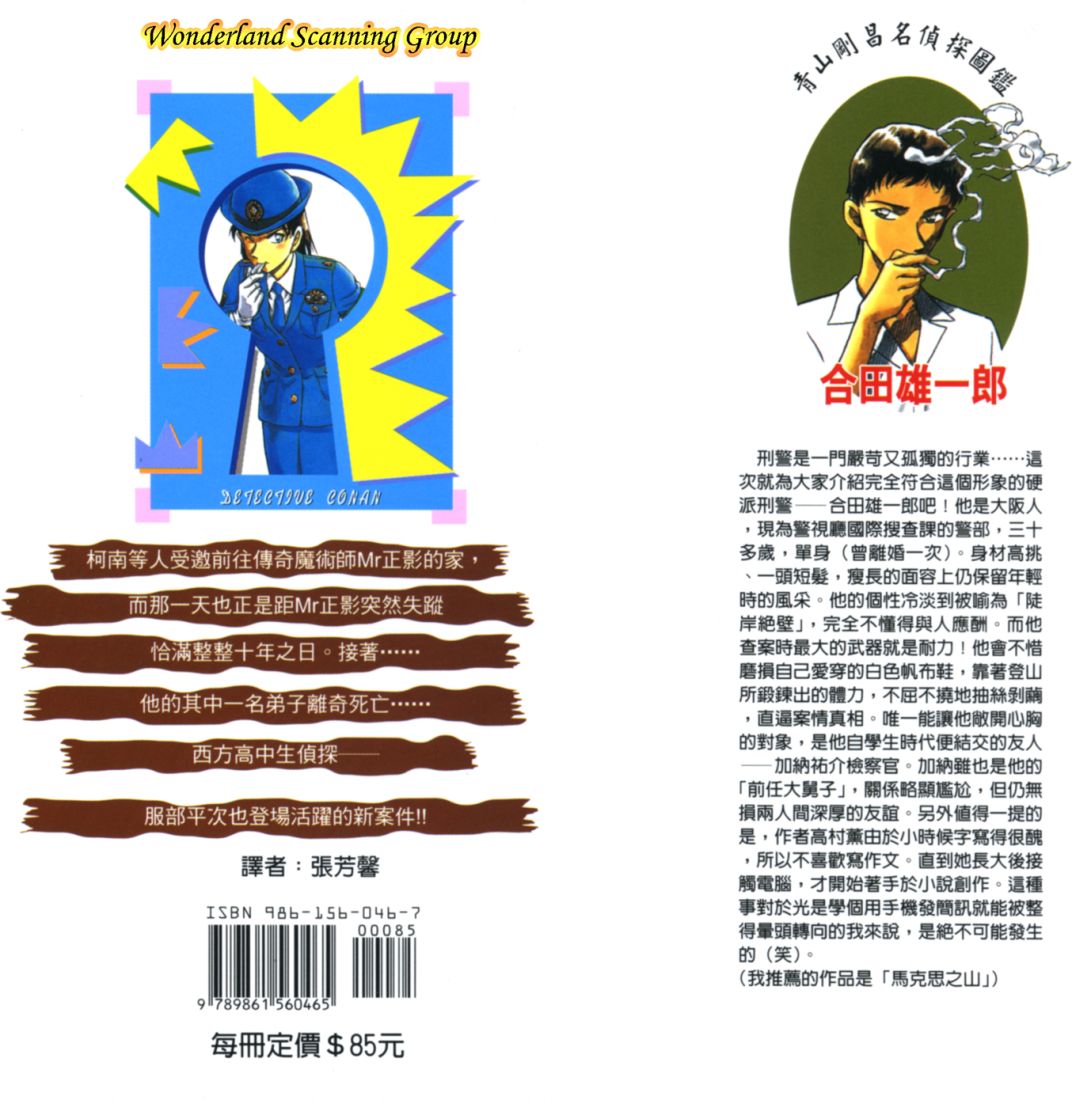 Wonderland Scanning Group
DETECTIVE CONAN
柯南等人受邀前往傳奇魔術師Mr正影的家，
而那一天也正是距Mr正影突然失蹤
恰滿整整十年之日。接著……
他的其中一名弟子離奇死亡……
西方高中生偵探——
服部平次也登場活躍的新案件!!
譯者：張芳馨
ISBN 986-156-046-7
00085
9 789861 560465
每冊定價＄85元
青山剛昌名偵探圖鑑
合田雄一郎
刑警是一門嚴苛又孤獨的行業……這
次就為大家介紹完全符合這個形象的硬
派刑警——合田雄一郎吧！他是大阪人
，現為警視廳國際搜查課的警部，三十
多歲，單身（曾離婚一次）。身材高挑
、一頭短髮，瘦長的面容上仍保留年輕
時的風采。他的個性冷淡到被喻為「陡
岸絕壁」，完全不懂得與人應酬。而他
查案時最大的武器就是耐力！他會不惜
磨損自己愛穿的白色帆布鞋，靠著登山
所鍛鍊出的體力，不屈不撓地抽絲剝繭
，直逼案情真相。唯一能讓他敞開心胸
的對象，是他自學生時代便結交的友人
——加納祐介檢察官。加納雖也是他的
「前任大舅子」，關係略顯尷尬，但仍無
損兩人間深厚的友誼。另外值得一提的
是，作者高村薰由於小時候字寫得很醜
，所以不喜歡寫作文。直到她長大後接
觸電腦，才開始著手於小說創作。這種
事對於光是學個用手機發簡訊就能被整
得暈頭轉向的我來說，是絕不可能發生
的（笑）。
（我推薦的作品是「馬克思之山」）